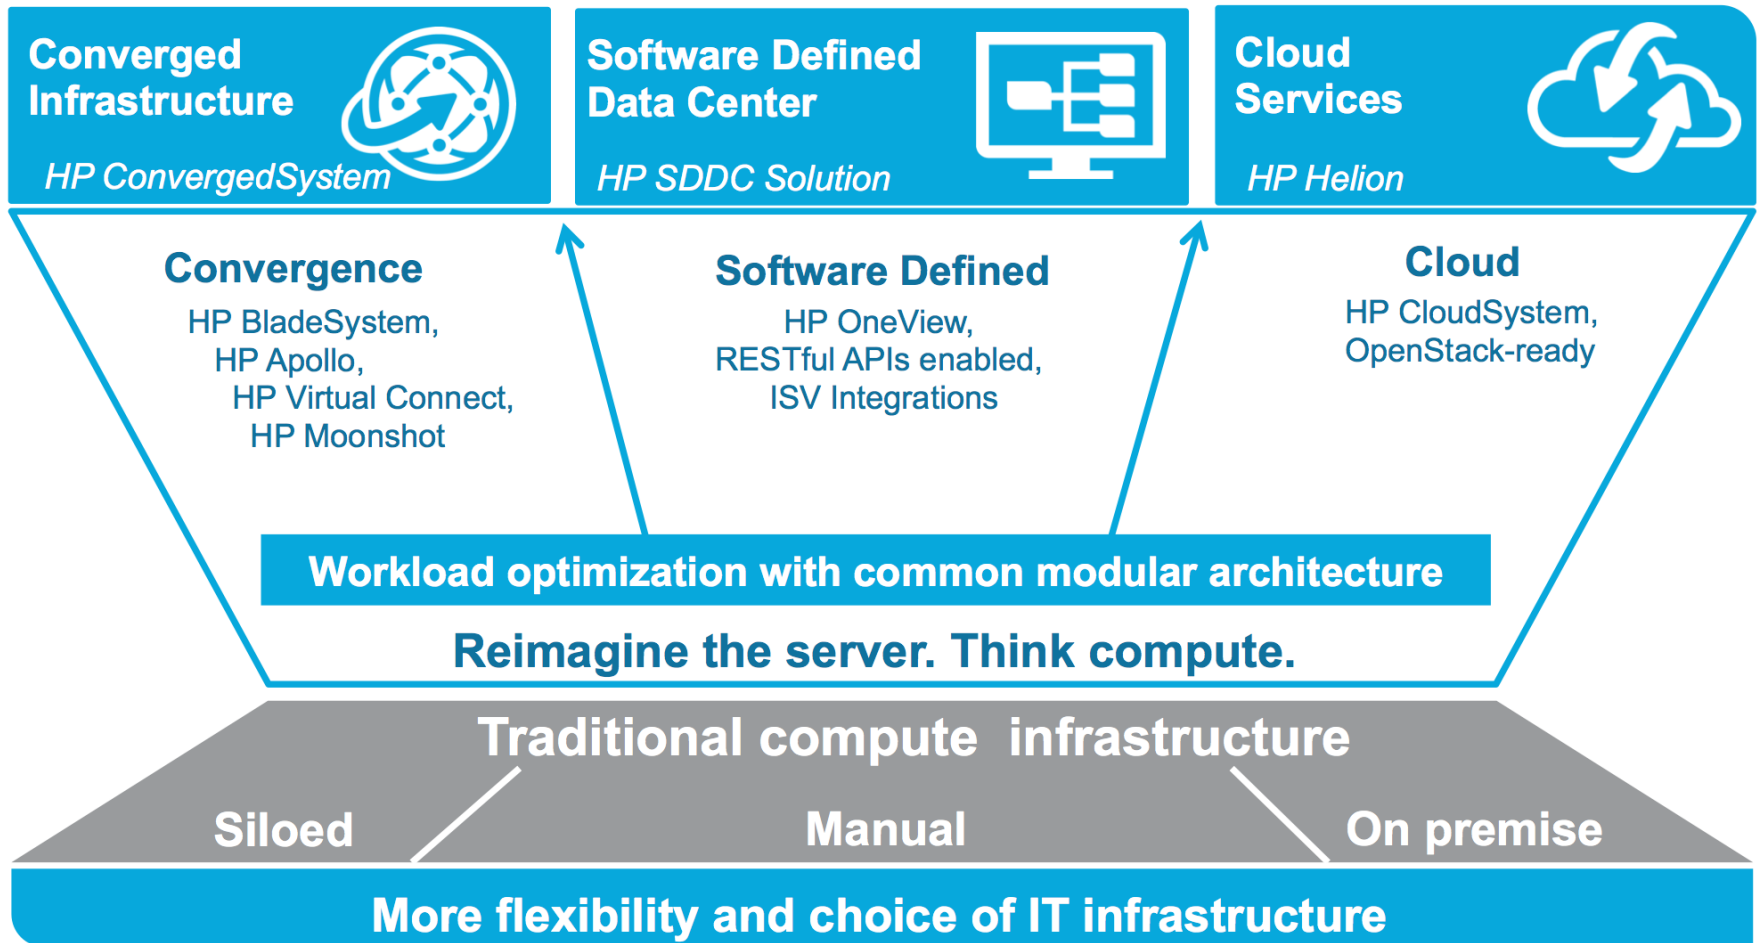 Converged
Infrastructure
HP ConvergedSystem
Software Defined
Data Center
HP SDDC Solution
Cloud
Services
HP Helion
Convergence
HP BladeSystem,
HP Apollo,
HP Virtual Connect,
HP Moonshot
Software Defined
HP OneView,
RESTful APIs enabled,
ISV Integrations
Cloud
HP CloudSystem,
OpenStack-ready
Workload optimization with common modular architecture
Reimagine the server. Think compute.
Traditional compute infrastructure
Siloed
Manual
On premise
More flexibility and choice of IT infrastructure